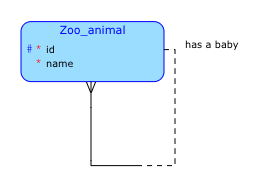 Zoo_animal
has a baby
# * id
* name